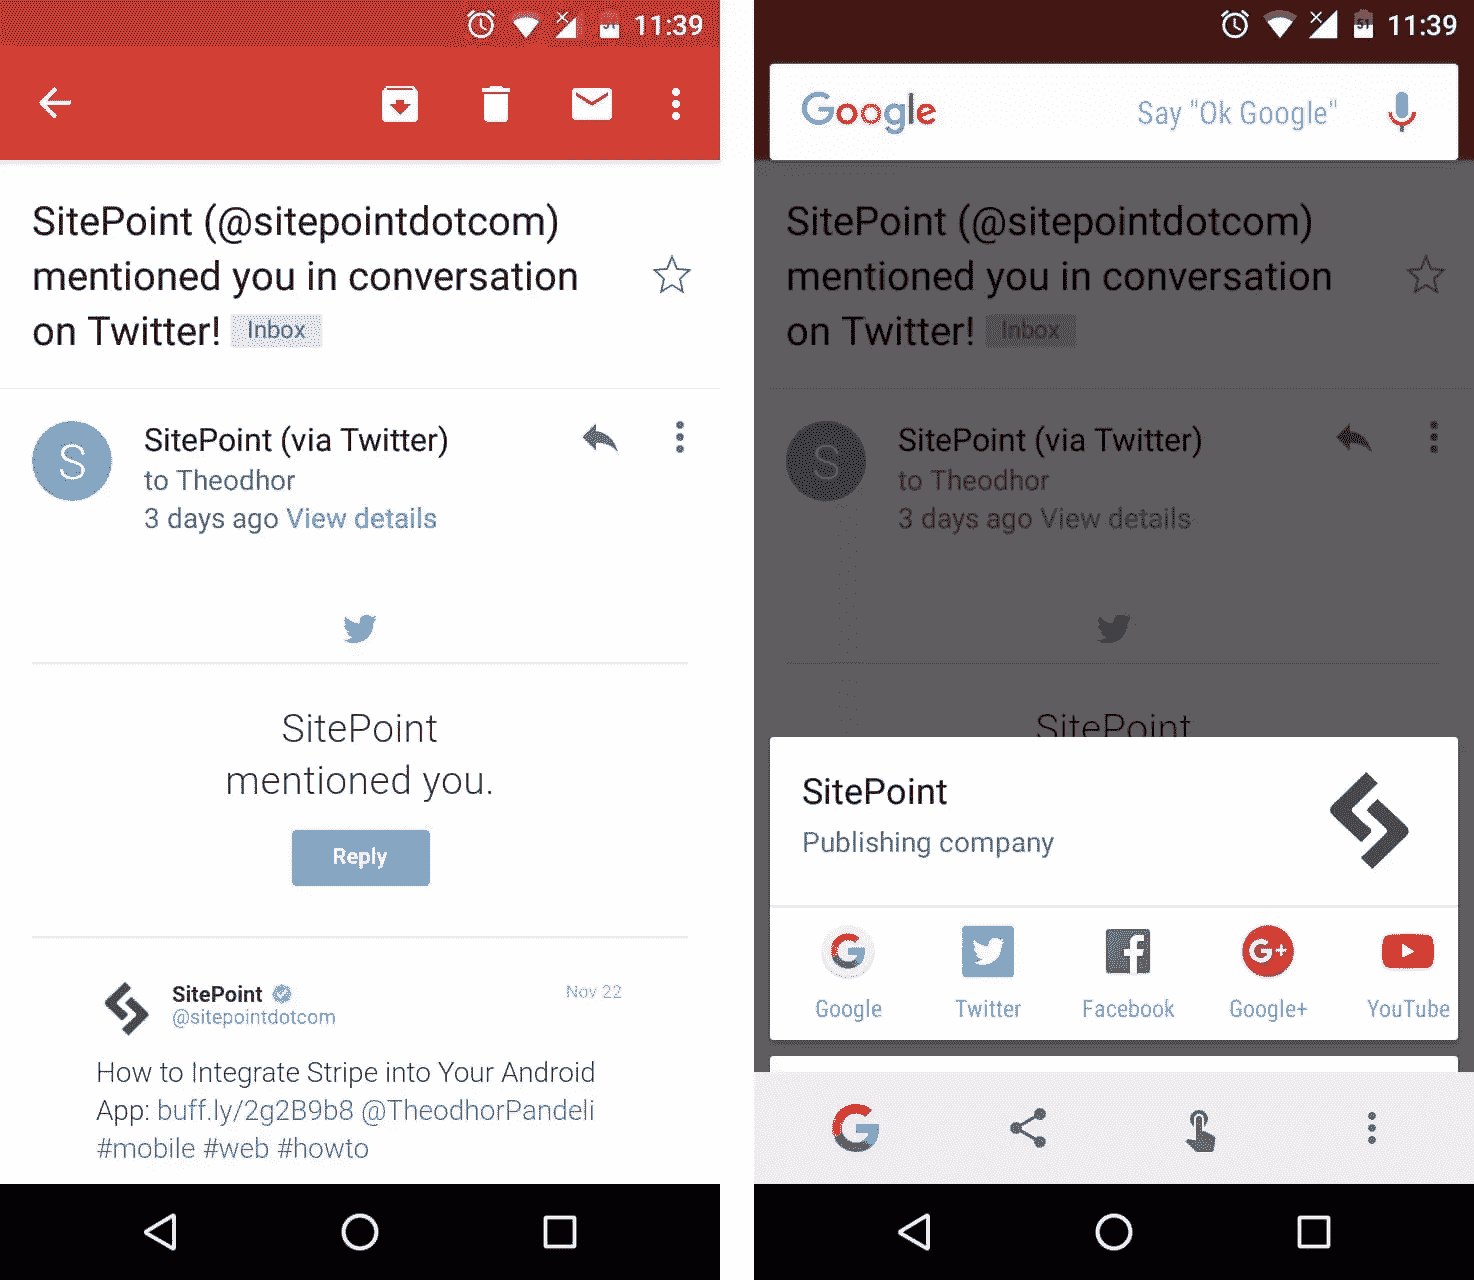 11:39
SitePoint (@sitepointdotcom)
mentioned you in conversation
on Twitter! Inbox
S SitePoint (via Twitter)
to Theodhor
3 days ago View details
SitePoint
mentioned you.
Reply
SitePoint Nov 22
@sitepointdotcom
How to Integrate Stripe into Your Android
App: buff.ly/2g2B9b8 @TheodhorPandeli
#mobile #web #howto
51 11:39
Google Say "Ok Google"
SitePoint (@sitepointdotcom)
mentioned you in conversation
on Twitter! Inbox
S SitePoint (via Twitter)
to Theodhor
3 days ago View details
SitePoint
SitePoint
Publishing company
G G+
Google Twitter Facebook Google+ YouTube
G